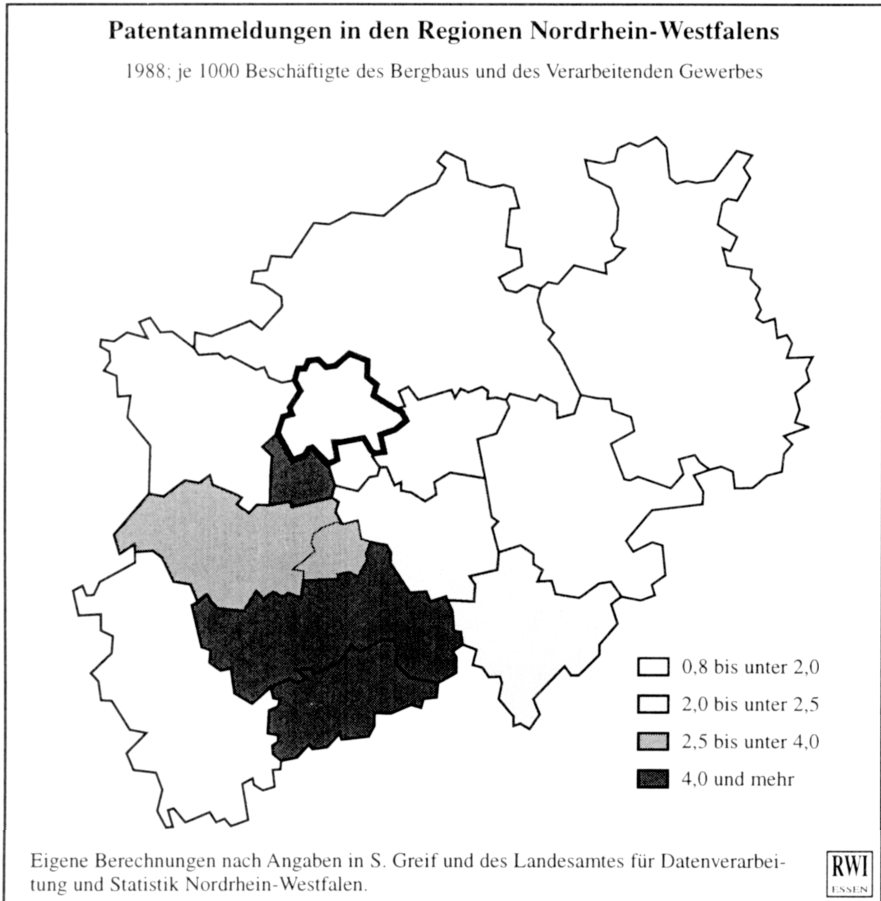 Patentanmeldungen in den Regionen Nordrhein-Westfalens
1988; je 1000 Beschäftigte des Bergbaus und des Verarbeitenden Gewerbes
0,8 bis unter 2,0
2,0 bis unter 2,5
2,5 bis unter 4,0
4,0 und mehr
Eigene Berechnungen nach Angaben in S. Greif und des Landesamtes für Datenverarbei-
tung und Statistik Nordrhein-Westfalen.
RWI
ESSEN